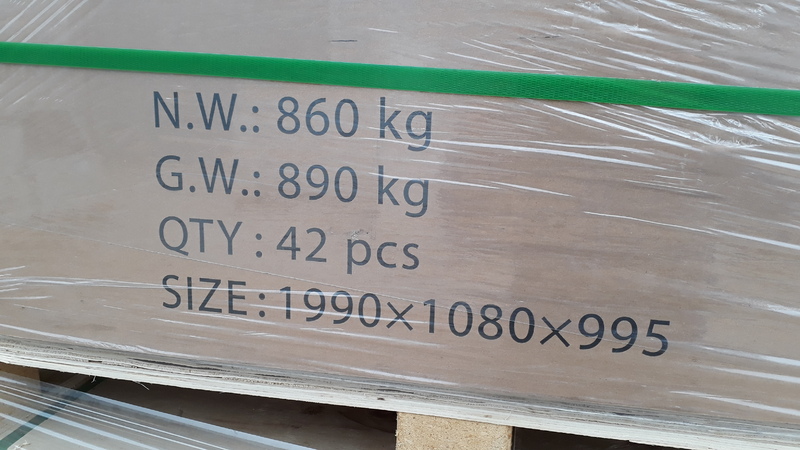 N.W.: 860 kg
G.W.: 890 kg
QTY : 42 pcs
SIZE : 1990×1080×995